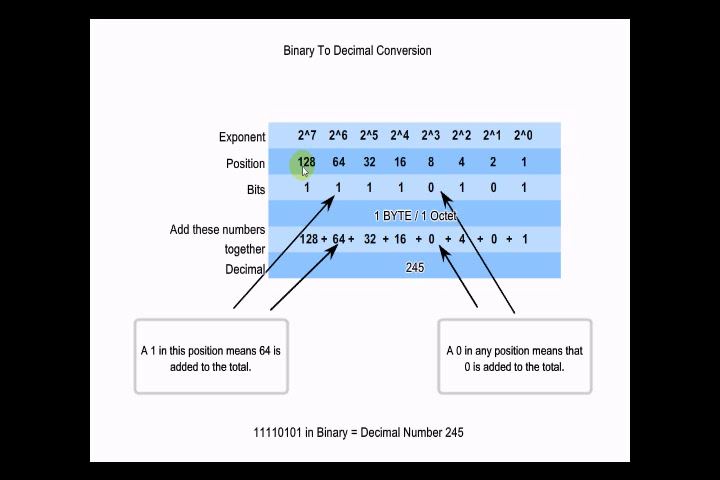 Binary To Decimal Conversion
Exponent 2^7 2^6 2^5 2^4 2^3 2^2 2^1 2^0
Position 128 64 32 16 8 4 2 1
Bits 1 1 1 1 0 1 0 1
1 BYTE / 1 Octet
Add these numbers
together
128 + 64 + 32 + 16 + 0 + 4 + 0 + 1
Decimal 245
A 1 in this position means 64 is
added to the total.
A 0 in any position means that
0 is added to the total.
11110101 in Binary = Decimal Number 245